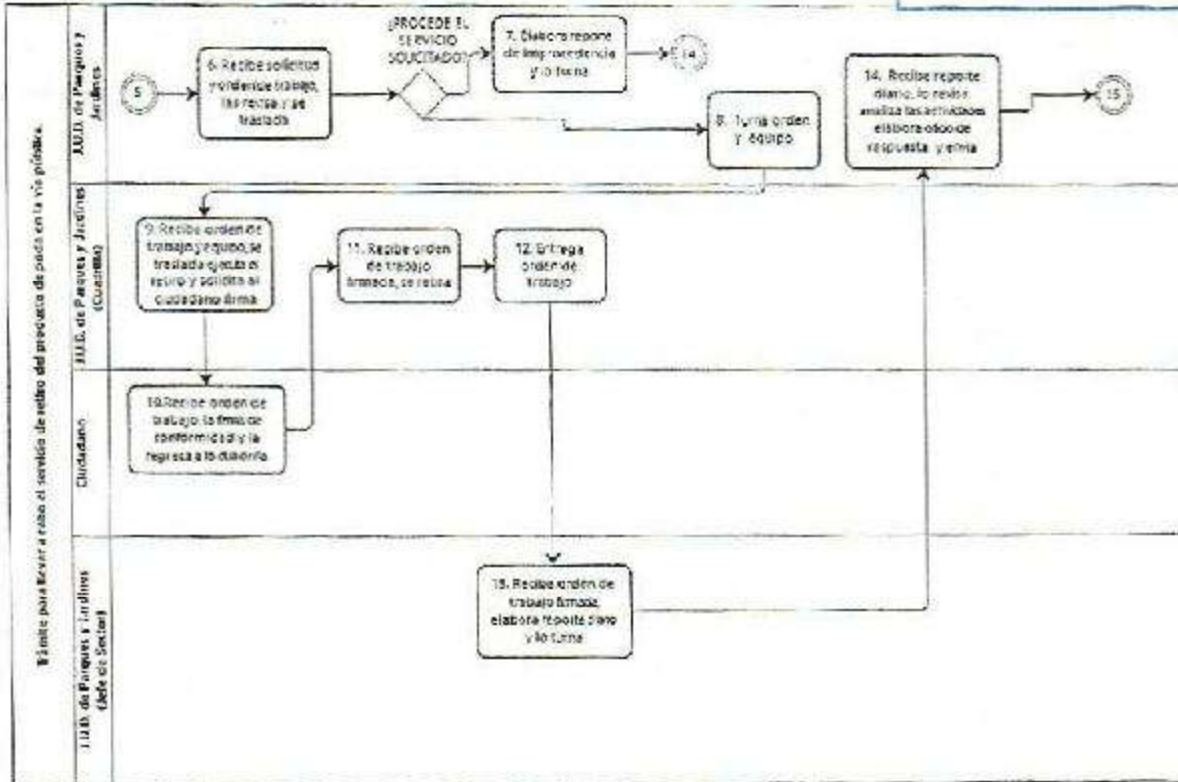 Trámite para llevar a cabo el servicio de retiro del producto de poda en la vía pública.
J.U.D. de Parques y
Jardines
5
6. Recibe solicitud
y orden de trabajo,
las revisa y se
traslada
¿PROCEDE EL
SERVICIO
SOLICITADO?
7. Elabora reporte
de improcedencia
y lo turna
14
8. Turna orden
y equipo
14. Recibe reporte
diario, lo revisa
analiza las actividades
elabora oficio de
respuesta y envia
15
J.U.D. de Parques y Jardines
(Cuadrilla)
9. Recibe orden de
trabajo y equipo, se
traslada ejecuta el
retiro y solicita al
ciudadano firma
11. Recibe orden
de trabajo
firmada, se retira
12. Entrega
orden de
trabajo
Ciudadano
10. Recibe orden de
trabajo, la firma de
conformidad y la
regresa a la cuadrilla
J.U.D. de Parques y Jardines
(Jefe de Sector)
13. Recibe orden de
trabajo firmada,
elabora reporte diario
y lo turna